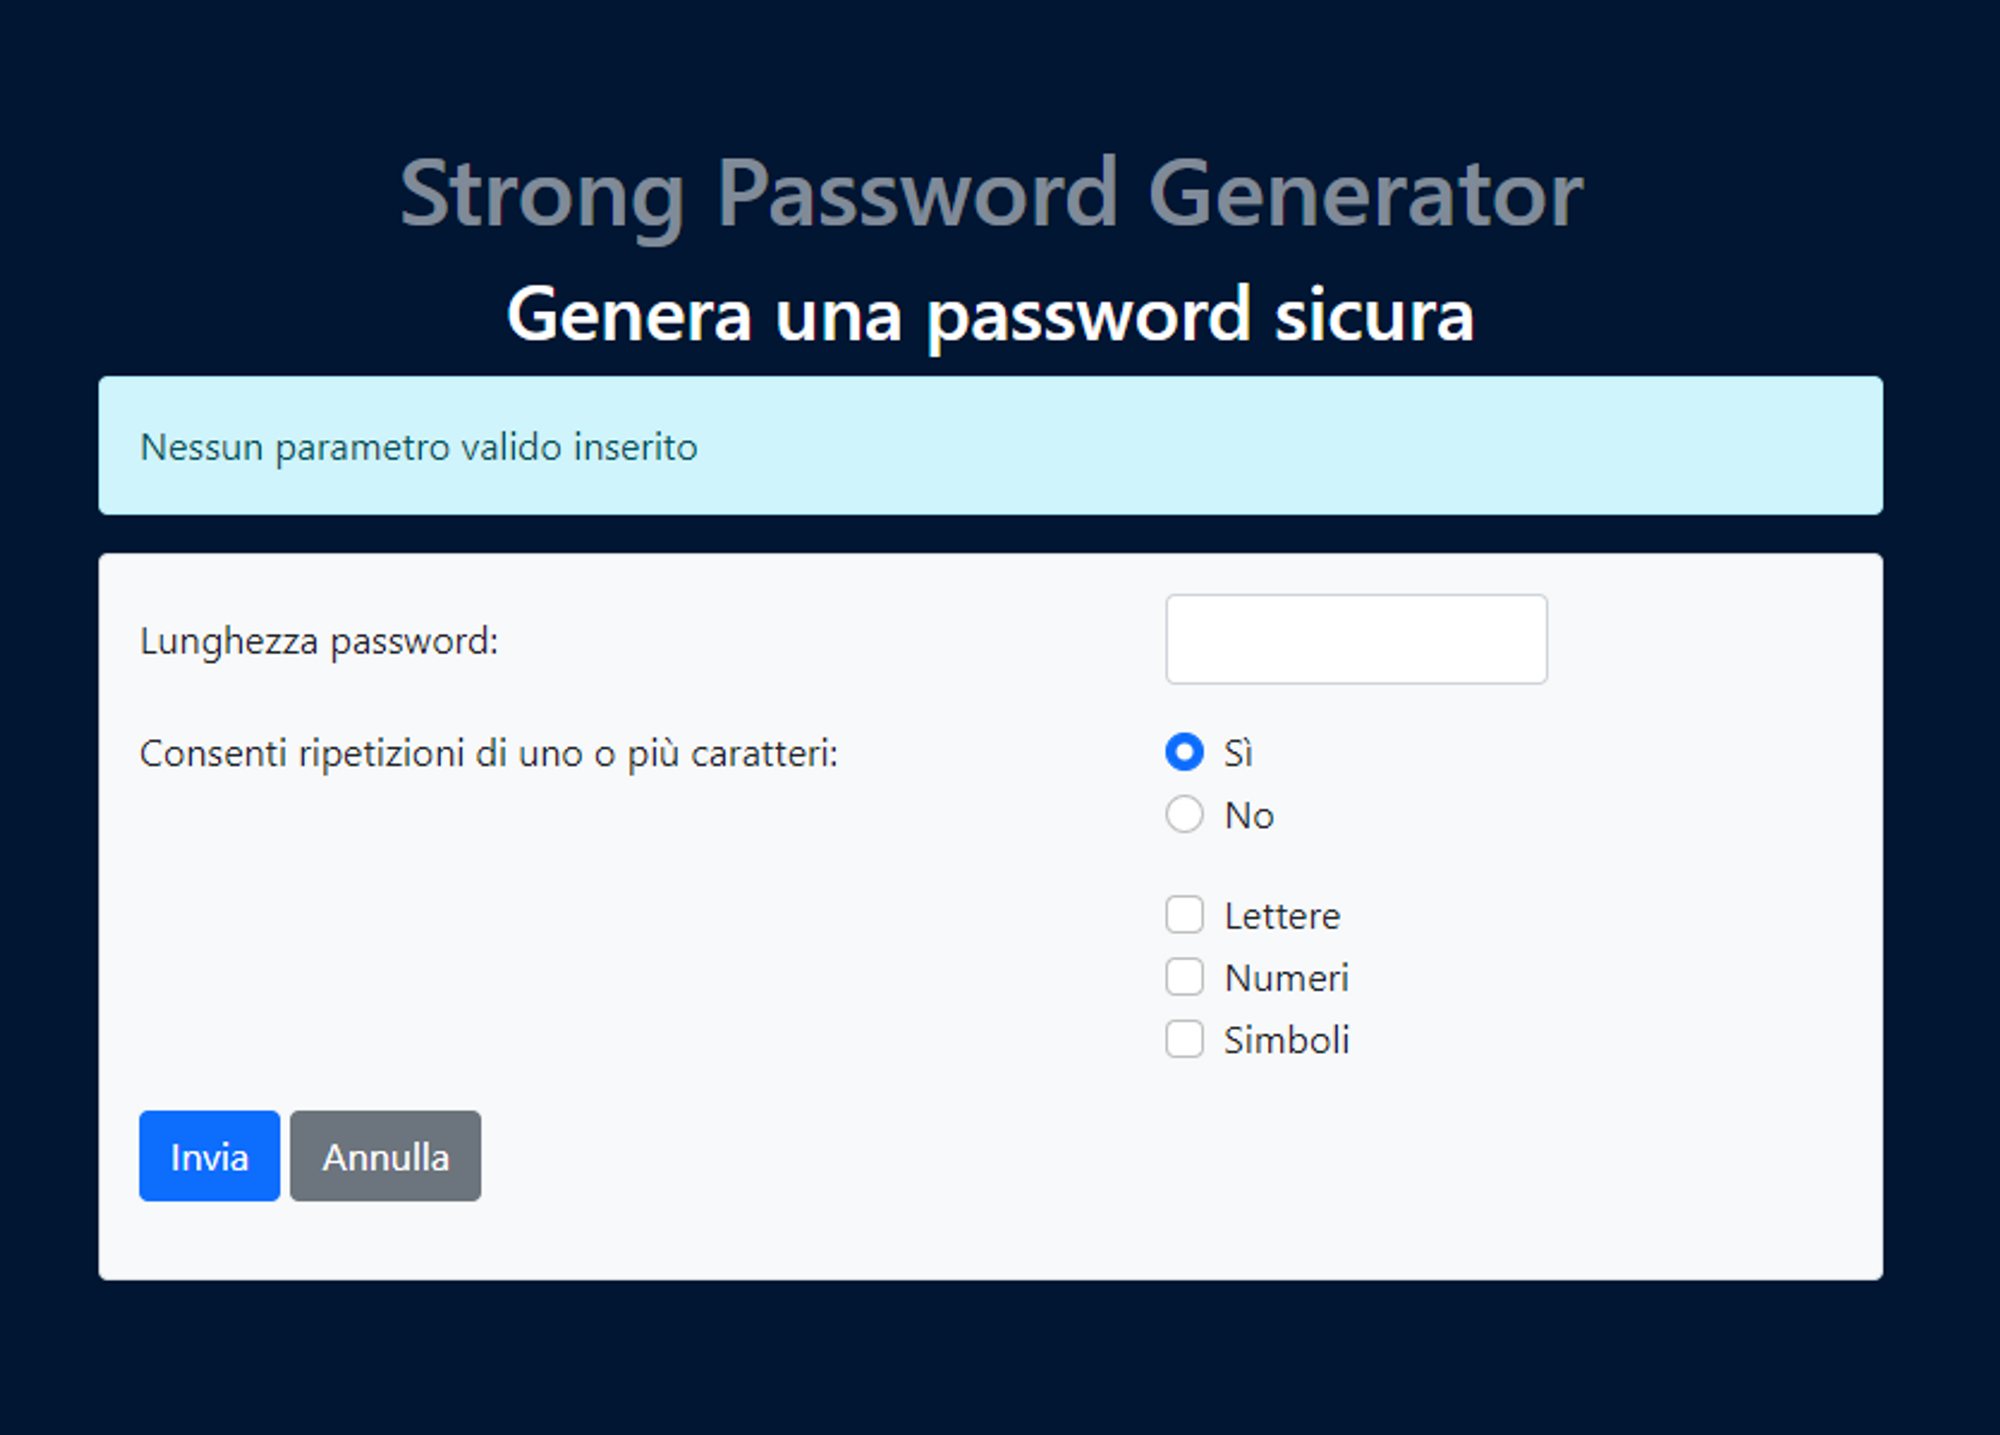 Strong Password Generator
Genera una password sicura
Nessun parametro valido inserito
Lunghezza password:
Consenti ripetizioni di uno o più caratteri:
Sì
No
Lettere
Numeri
Simboli
Invia Annulla